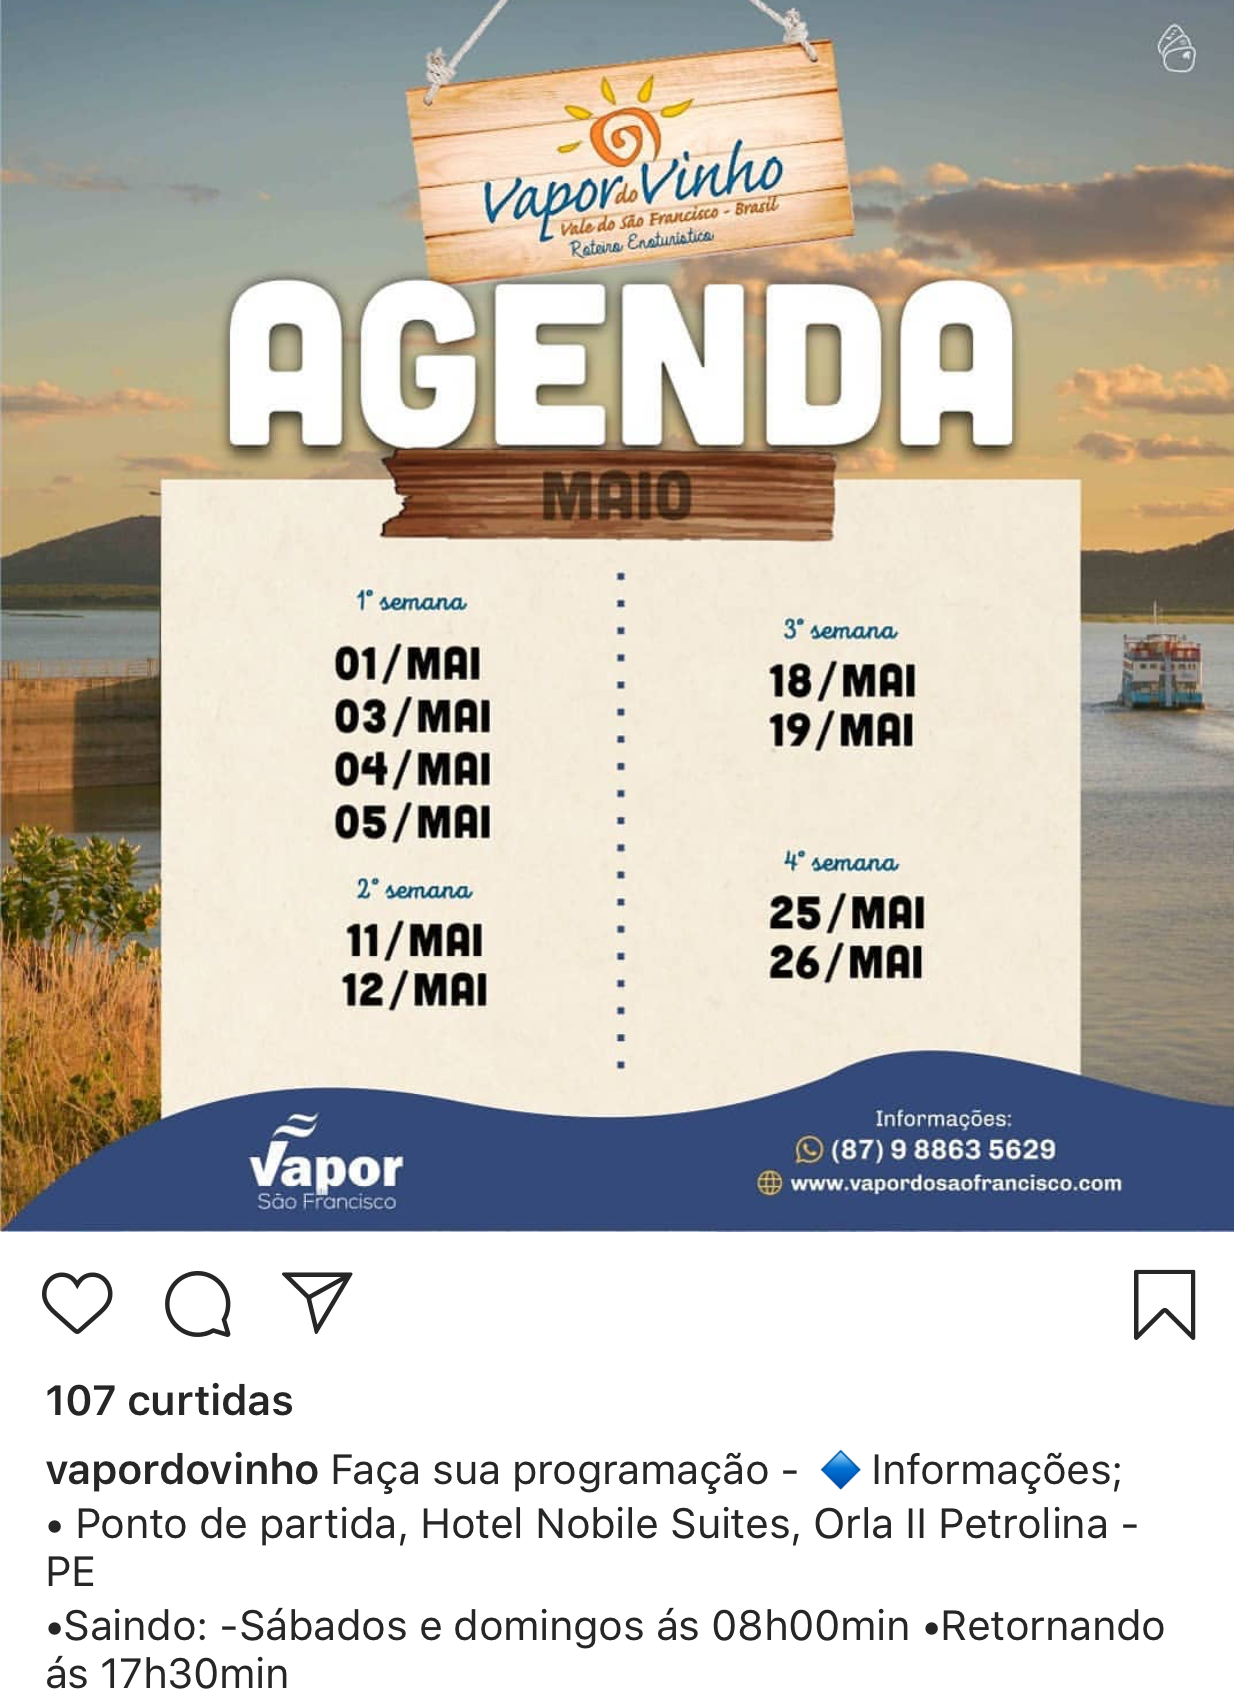 Vapor do Vinho
Vale do São Francisco - Brasil
Roteiro Enoturístico
AGENDA
MAIO
1° semana
01/MAI
03/MAI
04/MAI
05/MAI
2° semana
11/MAI
12/MAI
3° semana
18/MAI
19/MAI
4° semana
25/MAI
26/MAI
Vapor
São Francisco
Informações:
(87) 9 8863 5629
www.vapordosaofrancisco.com
107 curtidas
vapordovinho Faça sua programação - 🔷 Informações;
• Ponto de partida, Hotel Nobile Suites, Orla II Petrolina -
PE
•Saindo: -Sábados e domingos ás 08h00min •Retornando
ás 17h30min